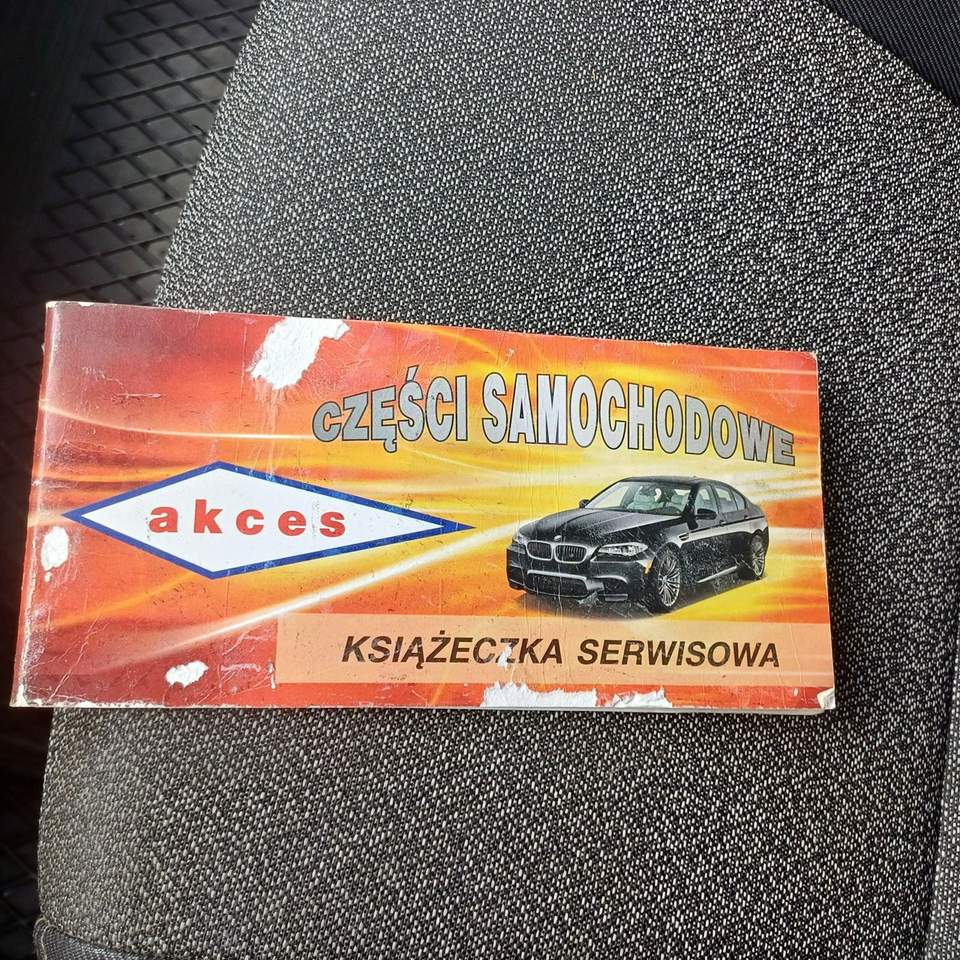 CZĘŚCI SAMOCHODOWE
akces
KSIĄŻECZKA SERWISOWA